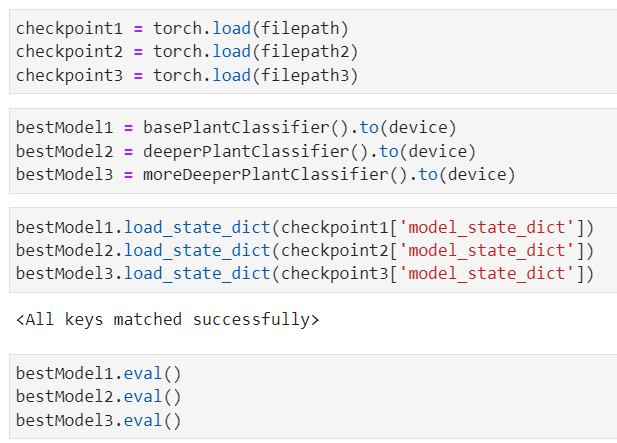 checkpoint1 = torch.load(filepath)
checkpoint2 = torch.load(filepath2)
checkpoint3 = torch.load(filepath3)
bestModel1 = basePlantClassifier().to(device)
bestModel2 = deeperPlantClassifier().to(device)
bestModel3 = moreDeeperPlantClassifier().to(device)
bestModel1.load_state_dict(checkpoint1['model_state_dict'])
bestModel2.load_state_dict(checkpoint2['model_state_dict'])
bestModel3.load_state_dict(checkpoint3['model_state_dict'])
<All keys matched successfully>
bestModel1.eval()
bestModel2.eval()
bestModel3.eval()